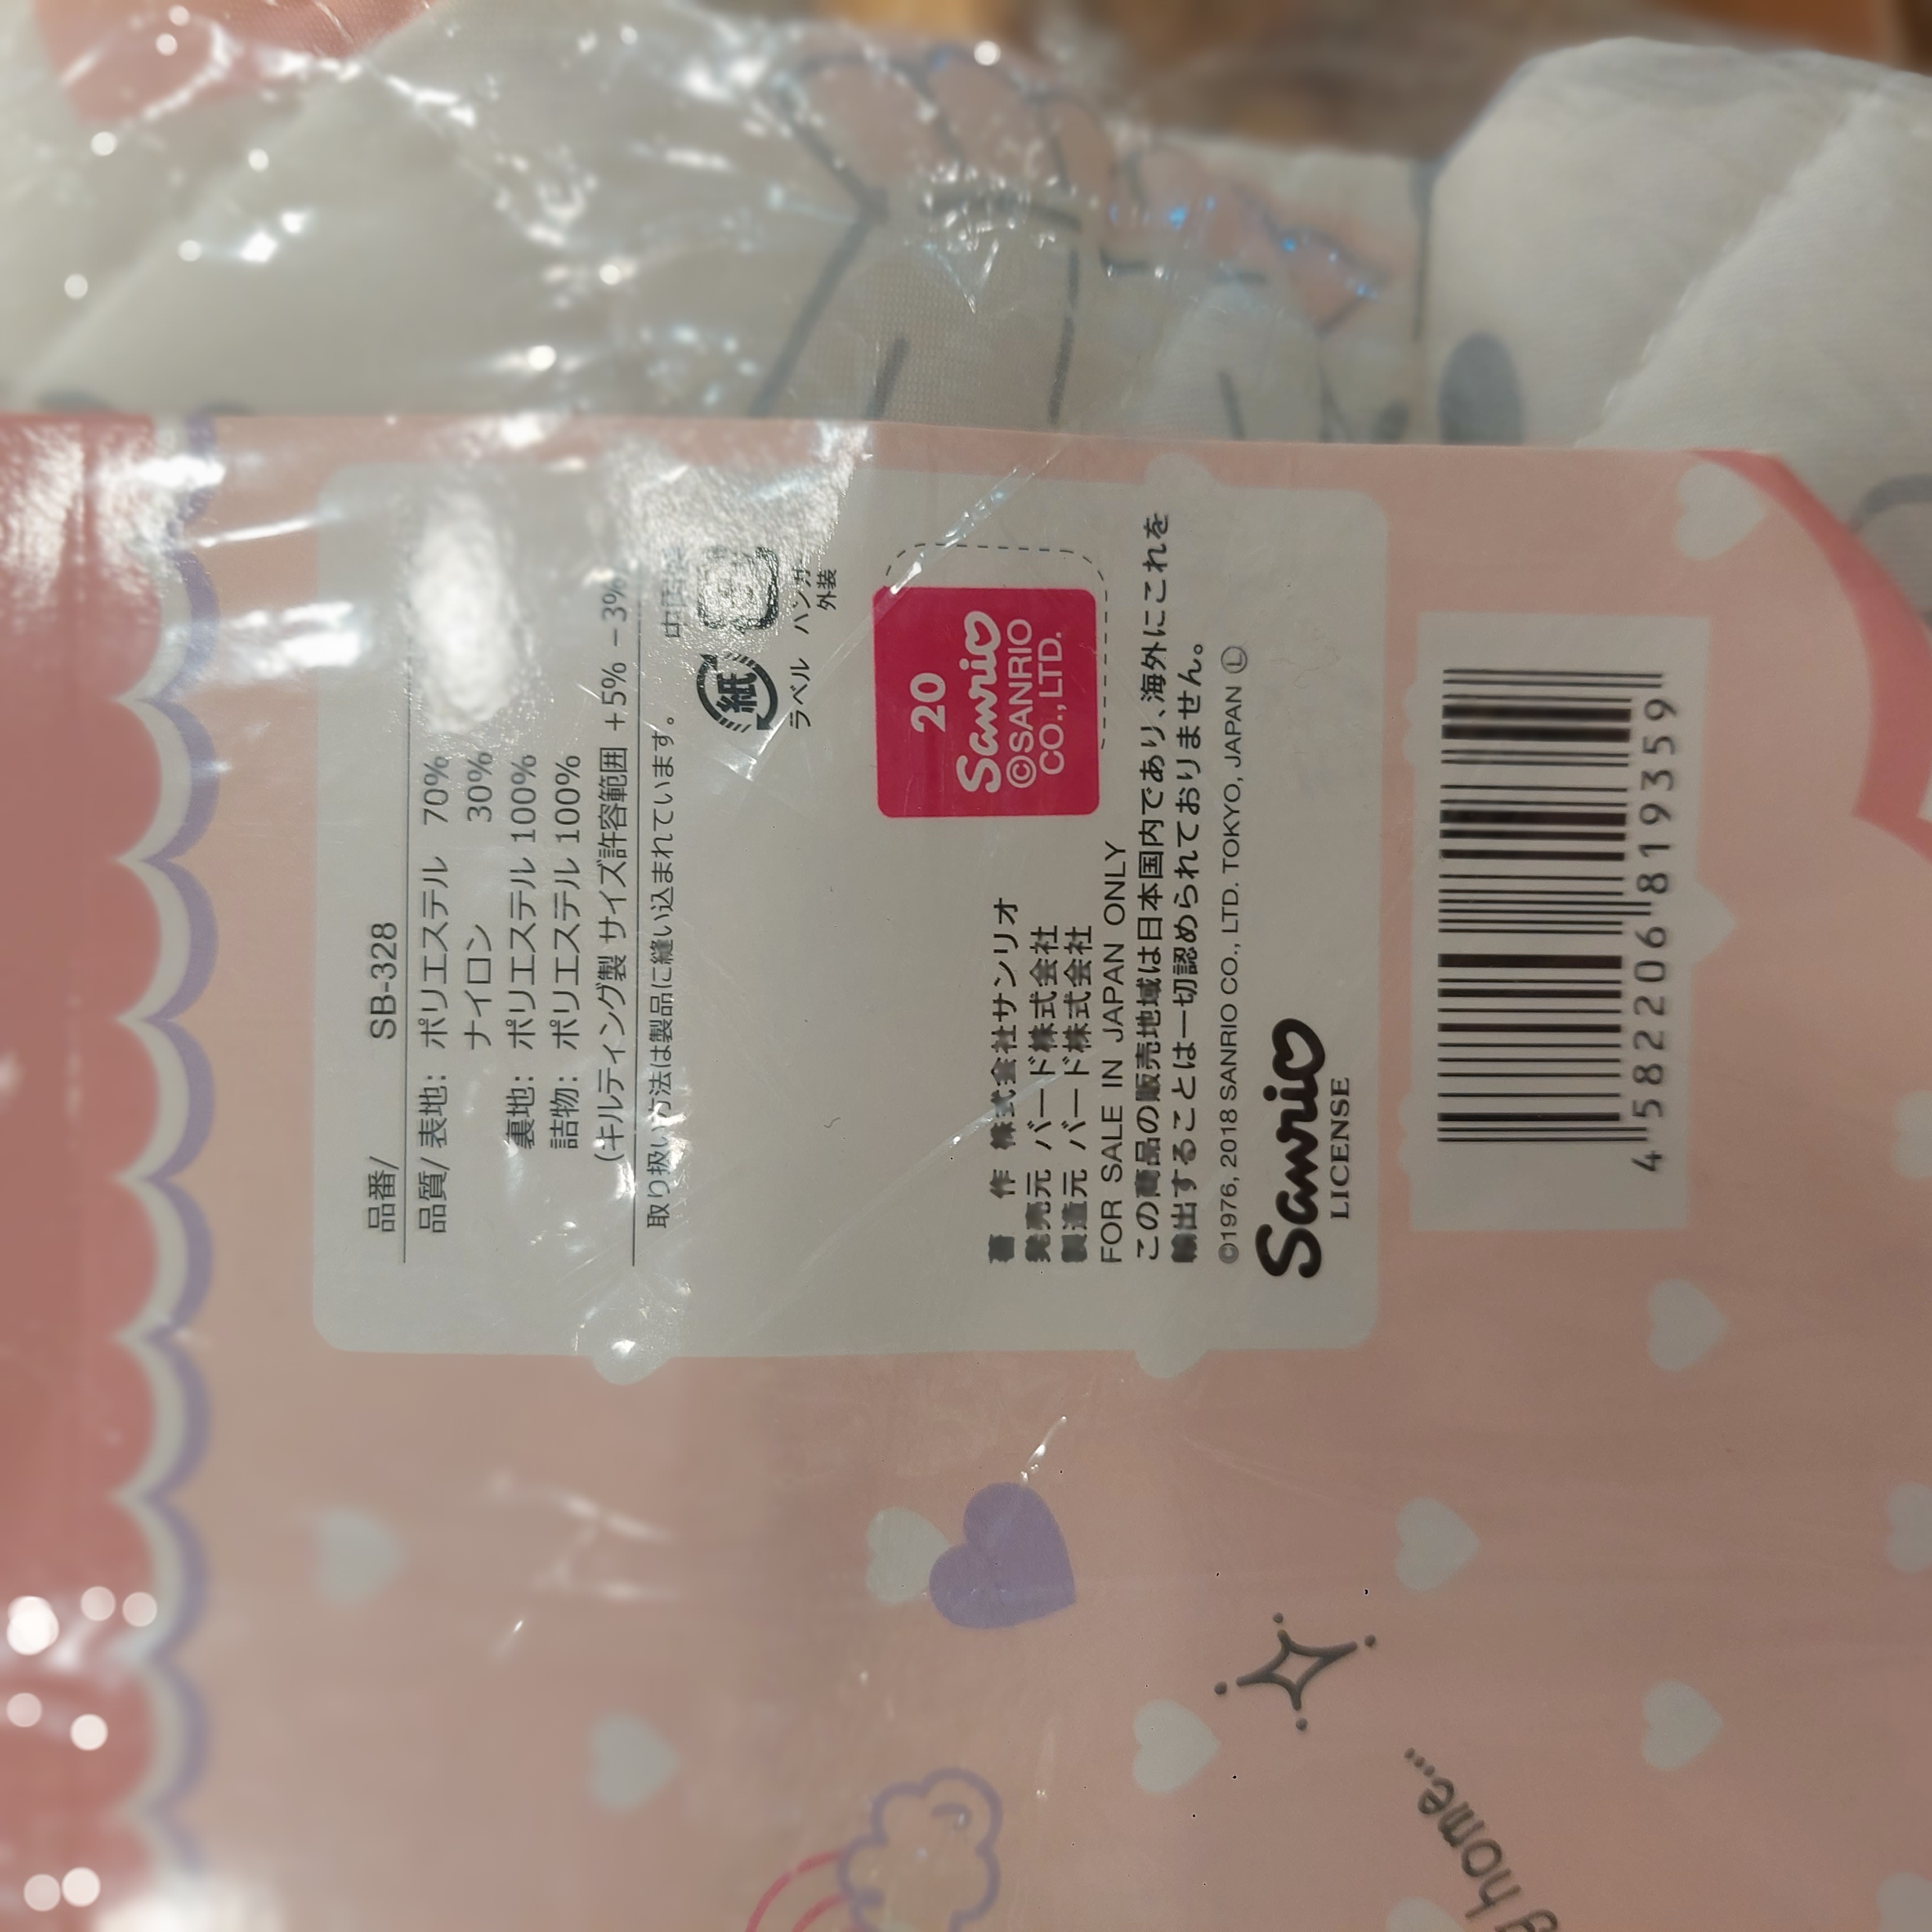 品番/ SB-328
品質/ 表地: ポリエステル 70%
ナイロン 30%
裏地: ポリエステル 100%
詰物: ポリエステル 100%
(キルティング製 サイズ許容範囲 +5% −3%
取り扱い方法は製品に縫い込まれています。
紙
ラベル ハンガー
外装
20
Sanrio
©SANRIO
CO.,LTD.
著 作 株式会社サンリオ
発売元 バード株式会社
製造元 バード株式会社
FOR SALE IN JAPAN ONLY
この商品の販売地域は日本国内であり、海外にこれを
輸出することは一切認められておりません。
©1976, 2018 SANRIO CO., LTD. TOKYO, JAPAN Ⓛ
Sanrio
LICENSE
4582206819359
home...